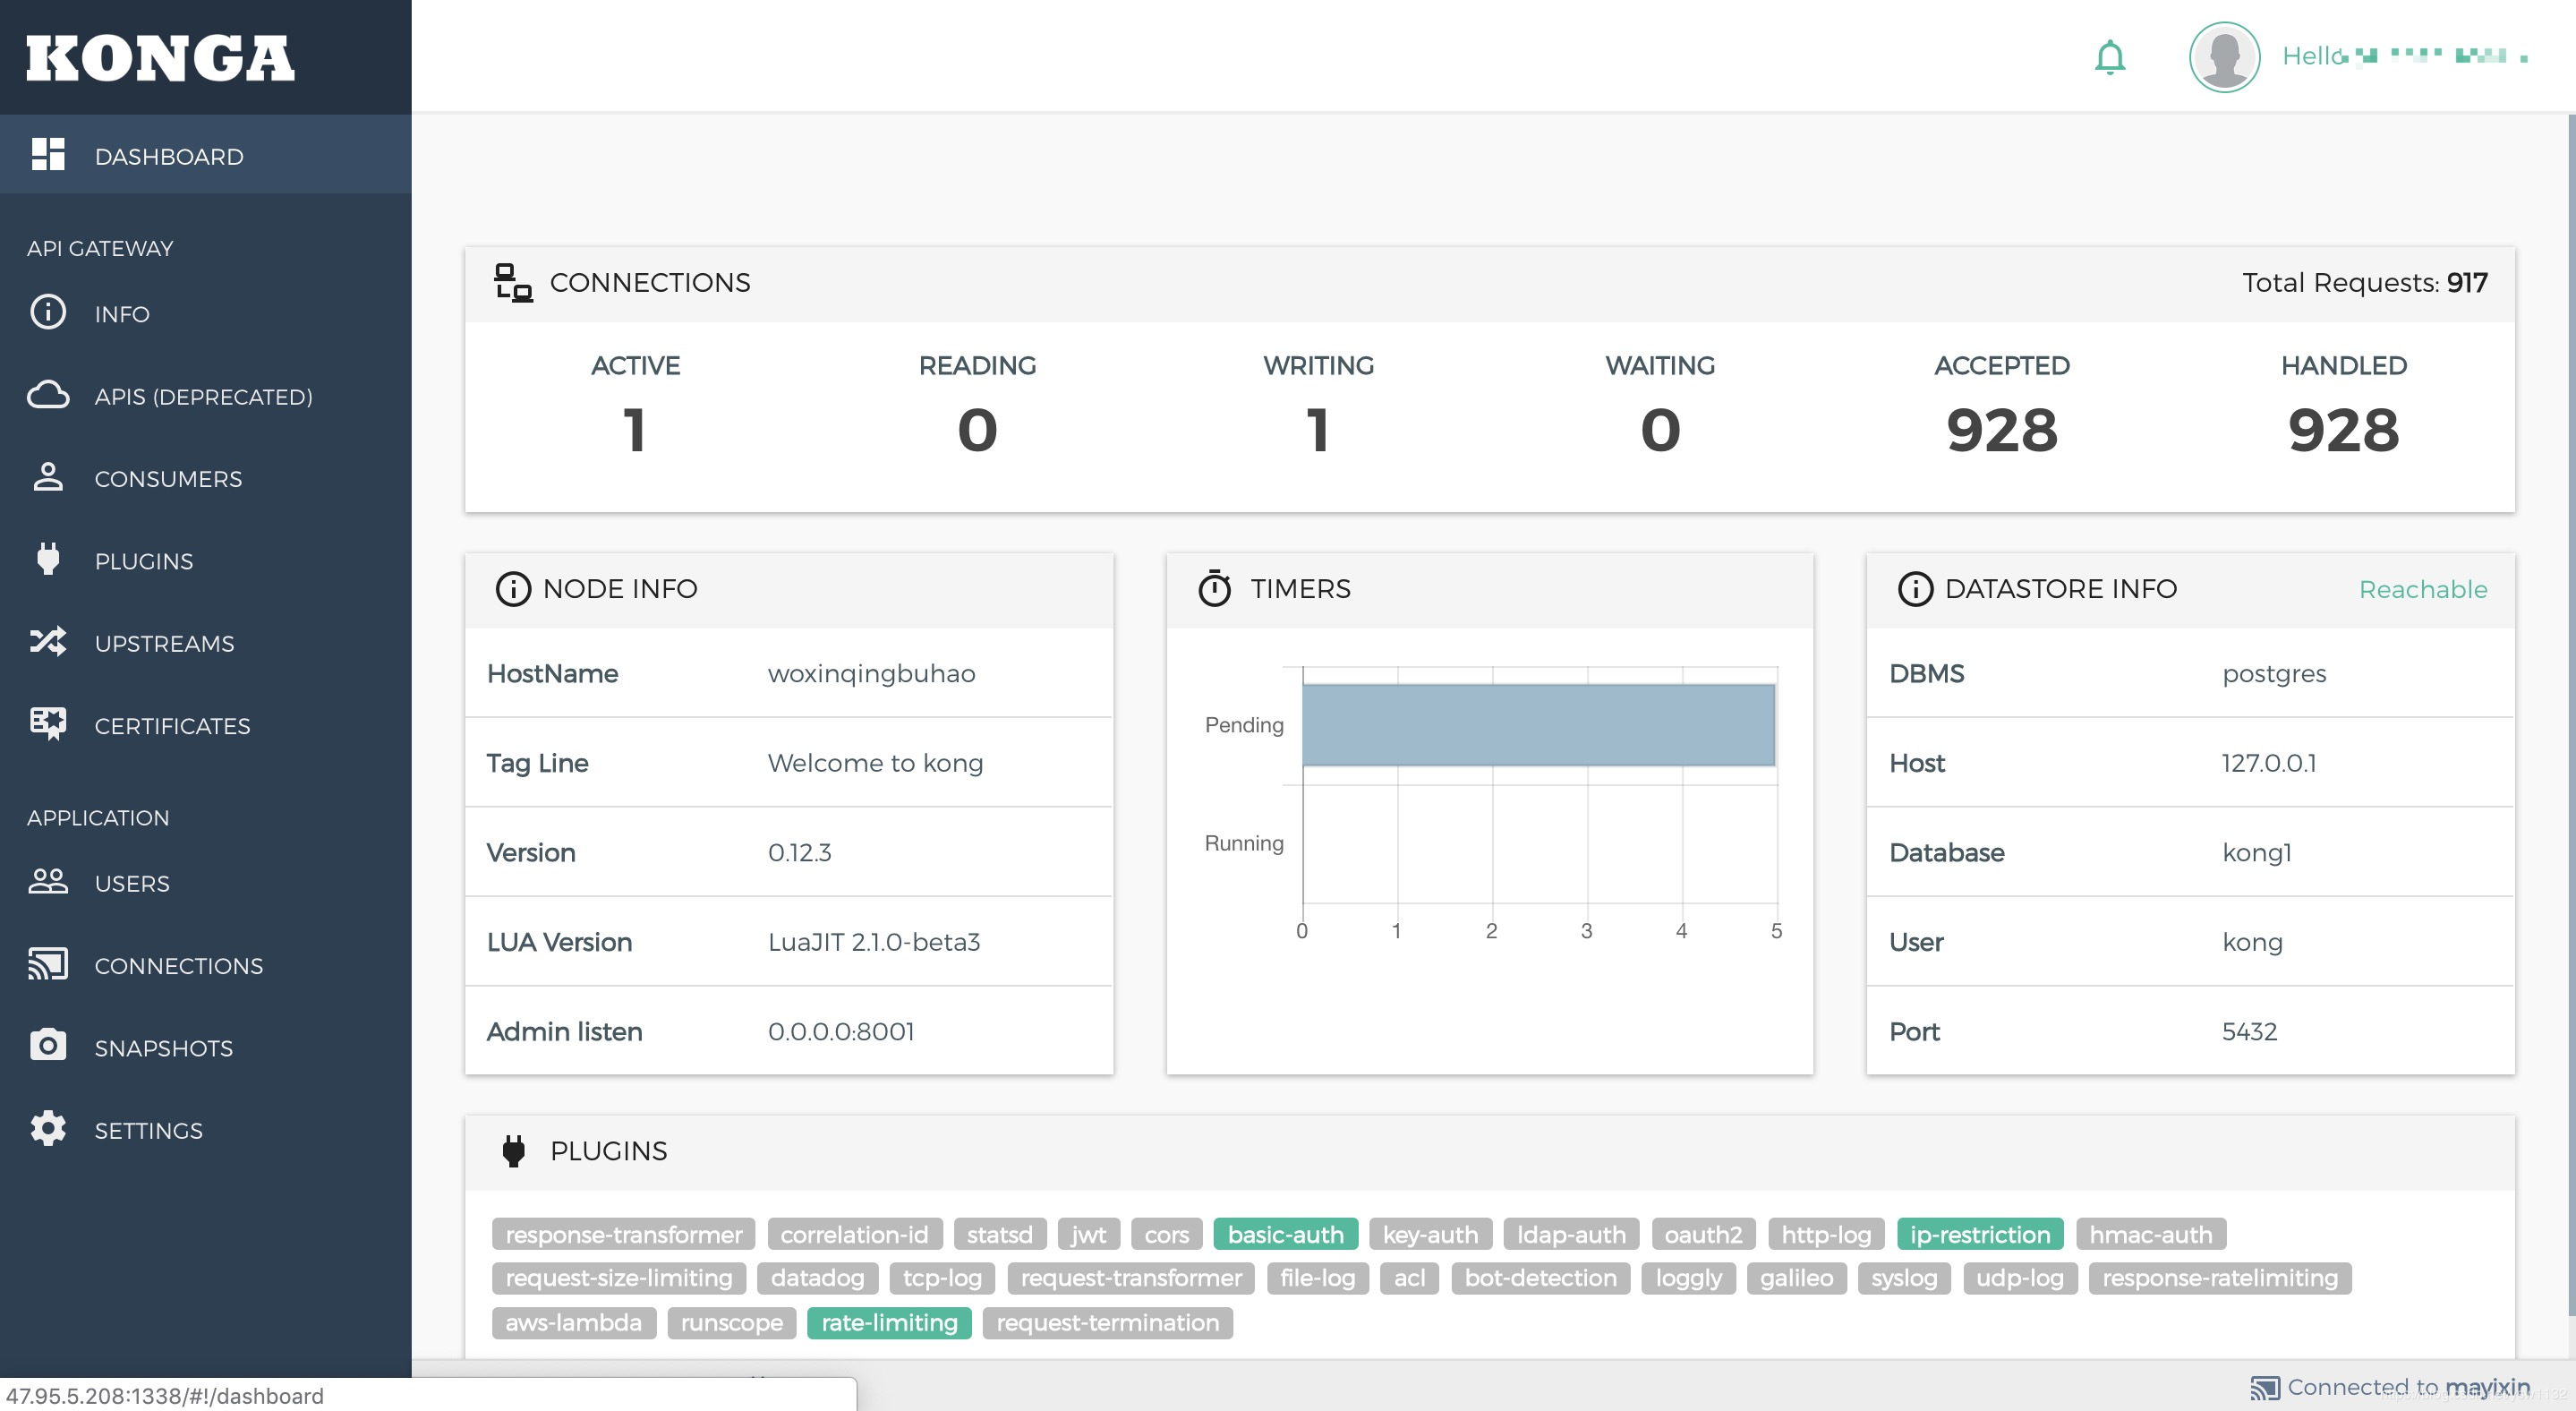 KONGA
Hello
DASHBOARD
API GATEWAY
INFO
APIS (DEPRECATED)
CONSUMERS
PLUGINS
UPSTREAMS
CERTIFICATES
APPLICATION
USERS
CONNECTIONS
SNAPSHOTS
SETTINGS
CONNECTIONS
Total Requests: 917
ACTIVE READING WRITING WAITING ACCEPTED HANDLED
1 0 1 0 928 928
NODE INFO
HostName woxinqingbuhao
Tag Line Welcome to kong
Version 0.12.3
LUA Version LuaJIT 2.1.0-beta3
Admin listen 0.0.0.0:8001
TIMERS
Pending
Running
0 1 2 3 4 5
DATASTORE INFO Reachable
DBMS postgres
Host 127.0.0.1
Database kong1
User kong
Port 5432
PLUGINS
response-transformer correlation-id statsd jwt cors basic-auth key-auth ldap-auth oauth2 http-log ip-restriction hmac-auth
request-size-limiting datadog tcp-log request-transformer file-log acl bot-detection loggly galileo syslog udp-log response-ratelimiting
aws-lambda runscope rate-limiting request-termination
47.95.5.208:1338/#!/dashboard
Connected to mayixin